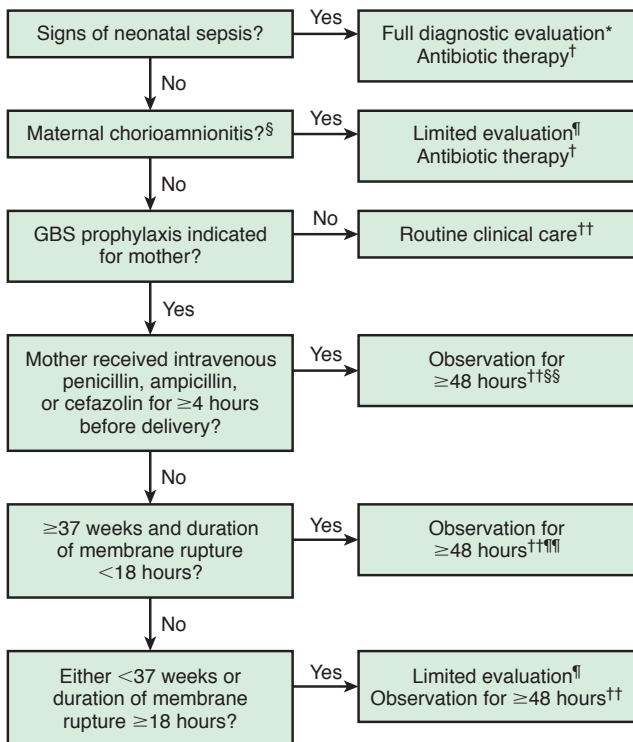 Signs of neonatal sepsis?
Yes
Full diagnostic evaluation*
Antibiotic therapy†
No
Maternal chorioamnionitis?§
Yes
Limited evaluation¶
Antibiotic therapy†
No
GBS prophylaxis indicated
for mother?
No
Routine clinical care††
Yes
Mother received intravenous
penicillin, ampicillin,
or cefazolin for ≥4 hours
before delivery?
Yes
Observation for
≥48 hours††§§
No
≥37 weeks and duration
of membrane rupture
<18 hours?
Yes
Observation for
≥48 hours††¶¶
No
Either <37 weeks or
duration of membrane
rupture ≥18 hours?
Yes
Limited evaluation¶
Observation for ≥48 hours††